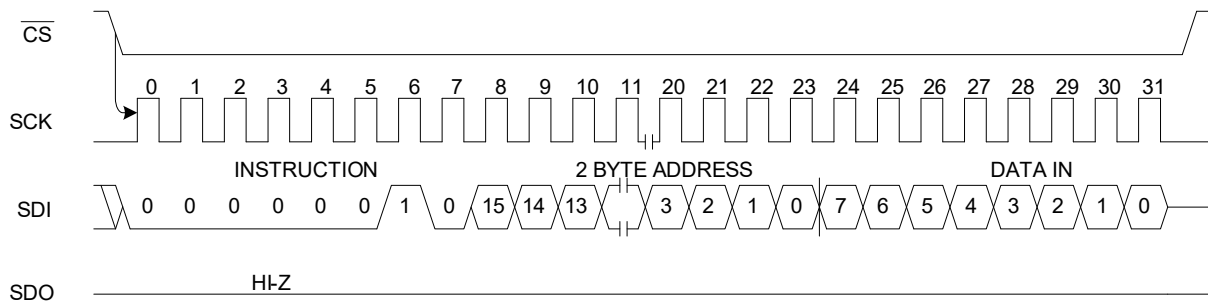 CS
0 1 2 3 4 5 6 7 8 9 10 11 20 21 22 23 24 25 26 27 28 29 30 31
SCK
INSTRUCTION 2 BYTE ADDRESS DATA IN
SDI 0 0 0 0 0 0 1 0 15 14 13 3 2 1 0 7 6 5 4 3 2 1 0
HI-Z
SDO